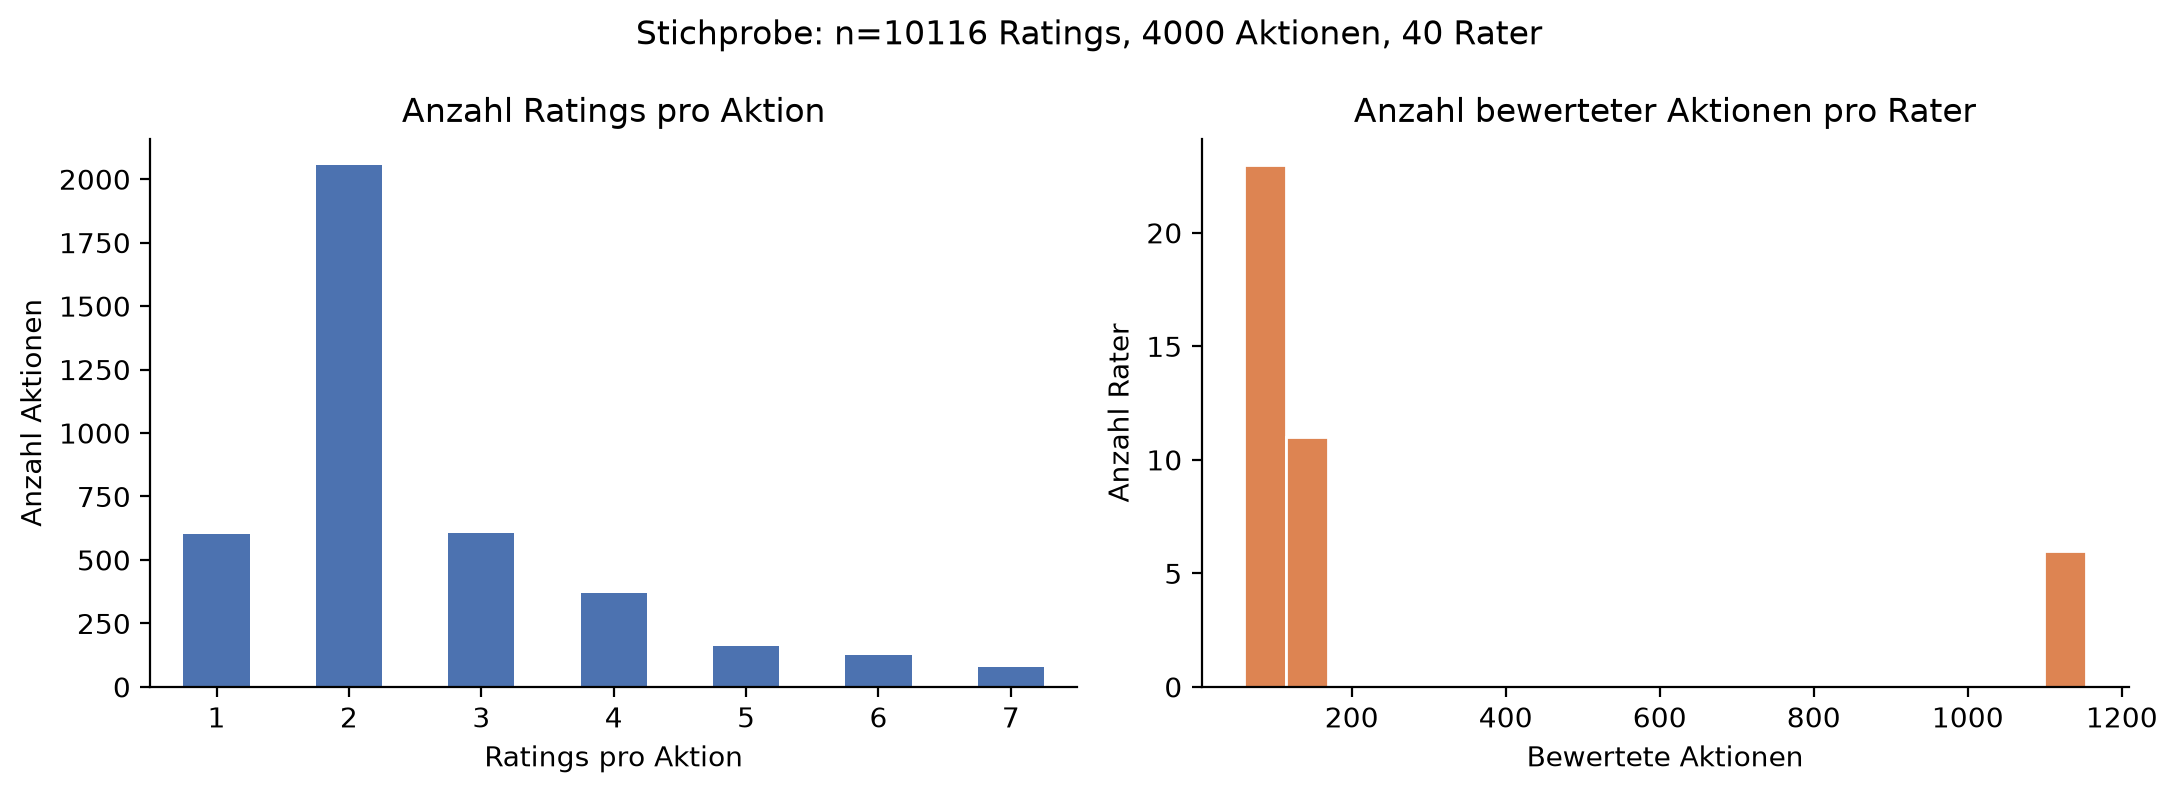 Stichprobe: n=10116 Ratings, 4000 Aktionen, 40 Rater
Anzahl Ratings pro Aktion
Anzahl Aktionen
2000
1750
1500
1250
1000
750
500
250
0
1 2 3 4 5 6 7
Ratings pro Aktion
Anzahl bewerteter Aktionen pro Rater
Anzahl Rater
20
15
10
5
0
200 400 600 800 1000 1200
Bewertete Aktionen